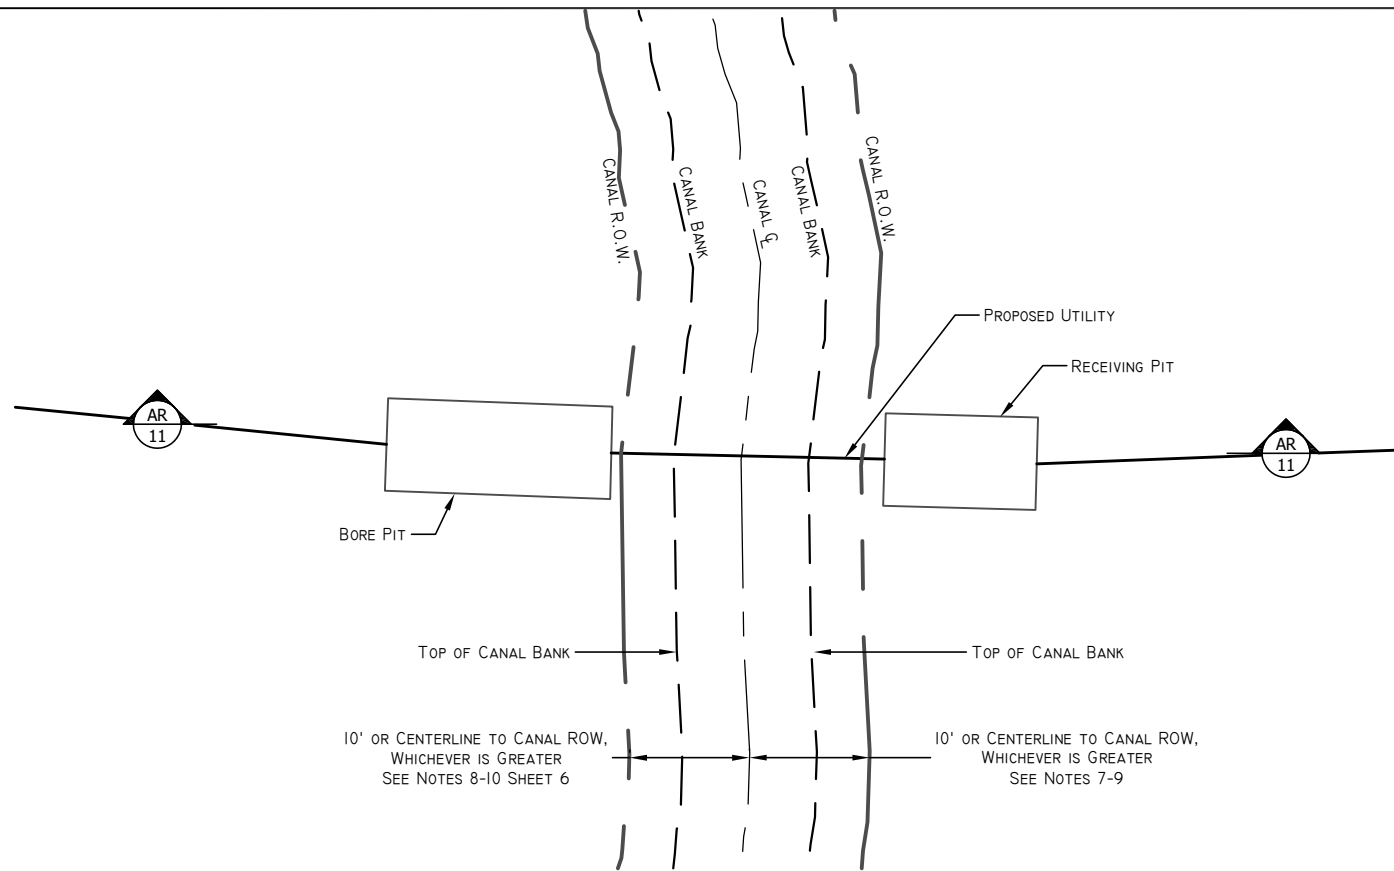 CANAL R.O.W.
CANAL BANK
CANAL ℄
CANAL BANK
CANAL R.O.W.
PROPOSED UTILITY
RECEIVING PIT
AR
11
AR
11
BORE PIT
TOP OF CANAL BANK
TOP OF CANAL BANK
10' OR CENTERLINE TO CANAL ROW,
WHICHEVER IS GREATER
SEE NOTES 8-10 SHEET 6
10' OR CENTERLINE TO CANAL ROW,
WHICHEVER IS GREATER
SEE NOTES 7-9